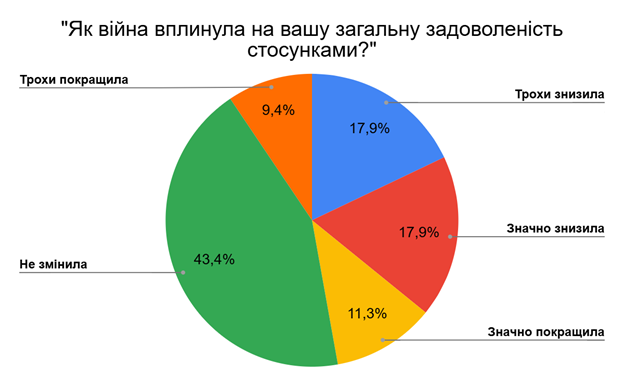 "Як війна вплинула на вашу загальну задоволеність
стосунками?"
Трохи покращила
Трохи знизила
9,4%
17,9%
Значно знизила
17,9%
Не змінила
43,4%
11,3%
Значно покращила